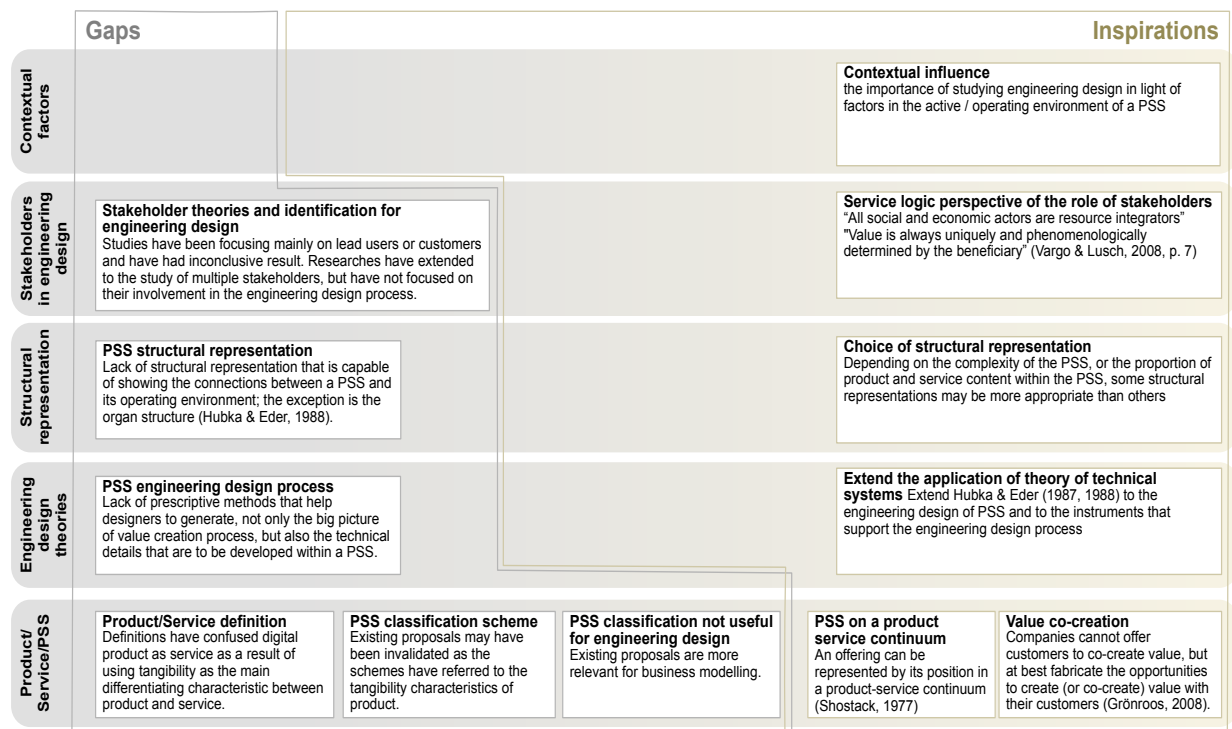 Gaps
Inspirations
Contextual
factors
Contextual influence
the importance of studying engineering design in light of
factors in the active / operating environment of a PSS
Stakeholders
in engineering
design
Stakeholder theories and identification for
engineering design
Studies have been focusing mainly on lead users or customers
and have had inconclusive result. Researches have extended
to the study of multiple stakeholders, but have not focused on
their involvement in the engineering design process.
Service logic perspective of the role of stakeholders
“All social and economic actors are resource integrators”
"Value is always uniquely and phenomenologically
determined by the beneficiary” (Vargo & Lusch, 2008, p. 7)
Structural
representation
PSS structural representation
Lack of structural representation that is capable
of showing the connections between a PSS and
its operating environment; the exception is the
organ structure (Hubka & Eder, 1988).
Choice of structural representation
Depending on the complexity of the PSS, or the proportion of
product and service content within the PSS, some structural
representations may be more appropriate than others
Engineering
design
theories
PSS engineering design process
Lack of prescriptive methods that help
designers to generate, not only the big picture
of value creation process, but also the technical
details that are to be developed within a PSS.
Extend the application of theory of technical
systems Extend Hubka & Eder (1987, 1988) to the
engineering design of PSS and to the instruments that
support the engineering design process
Product/
Service/PSS
Product/Service definition
Definitions have confused digital
product as service as a result of
using tangibility as the main
differentiating characteristic between
product and service.
PSS classification scheme
Existing proposals may have
been invalidated as the
schemes have referred to the
tangibility characteristics of
product.
PSS classification not useful
for engineering design
Existing proposals are more
relevant for business modelling.
PSS on a product
service continuum
An offering can be
represented by its position in
a product-service continuum
(Shostack, 1977)
Value co-creation
Companies cannot offer
customers to co-create value, but
at best fabricate the opportunities
to create (or co-create) value with
their customers (Grönroos, 2008).